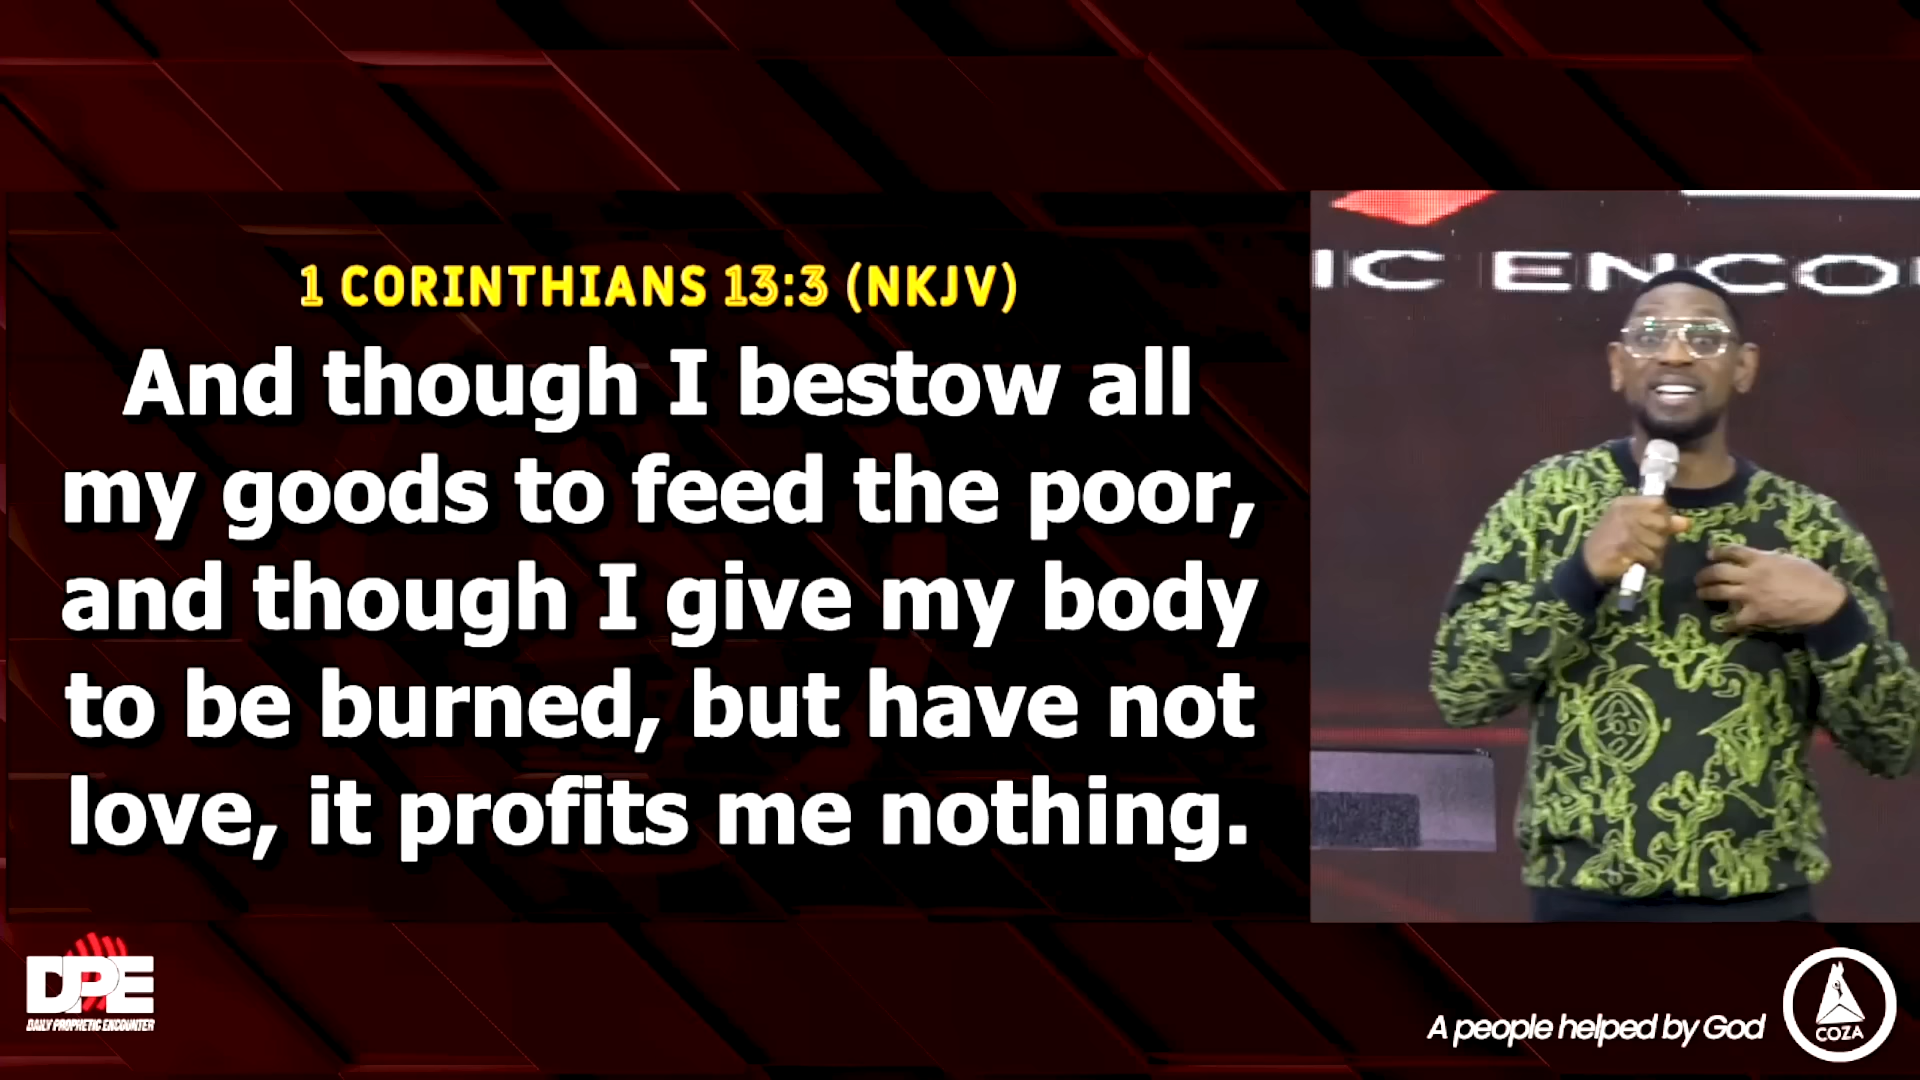 1 CORINTHIANS 13:3 (NKJV)
And though I bestow all
my goods to feed the poor,
and though I give my body
to be burned, but have not
love, it profits me nothing.
IC ENCO
DPE
DAILY PROPHETIC ENCOUNTER
A people helped by God
COZA